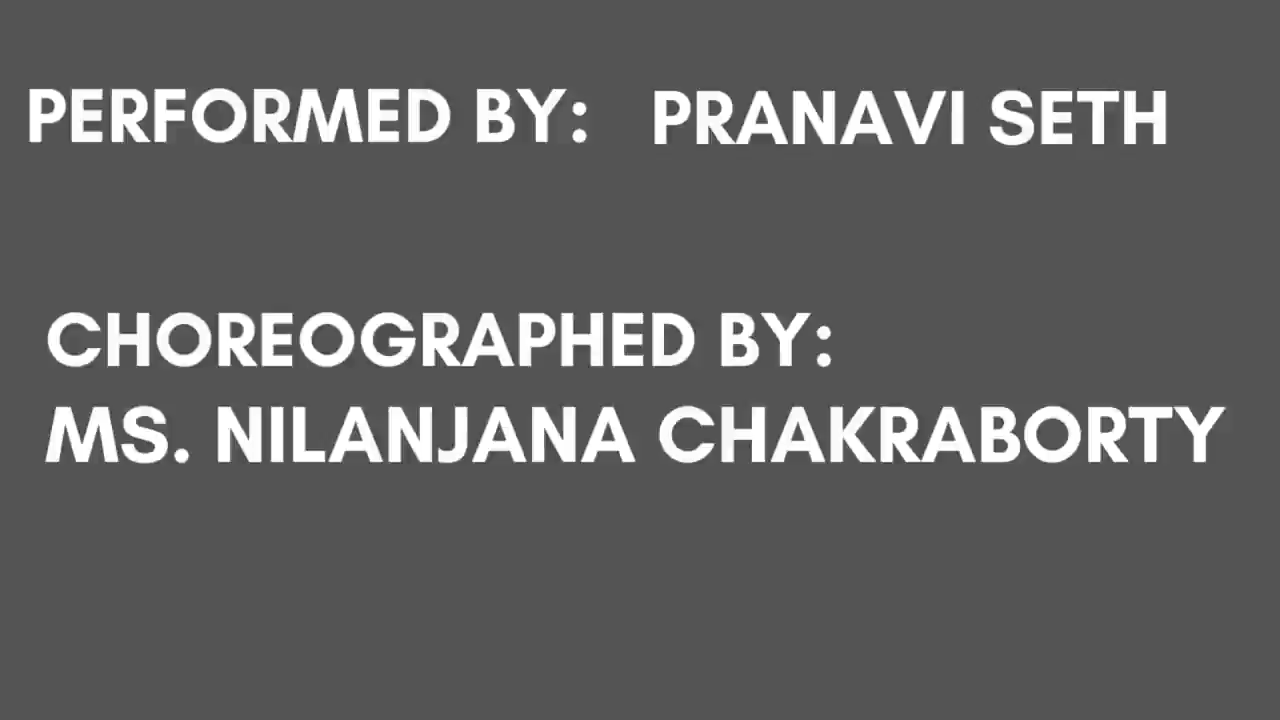 PERFORMED BY: PRANAVI SETH
CHOREOGRAPHED BY:
MS. NILANJANA CHAKRABORTY